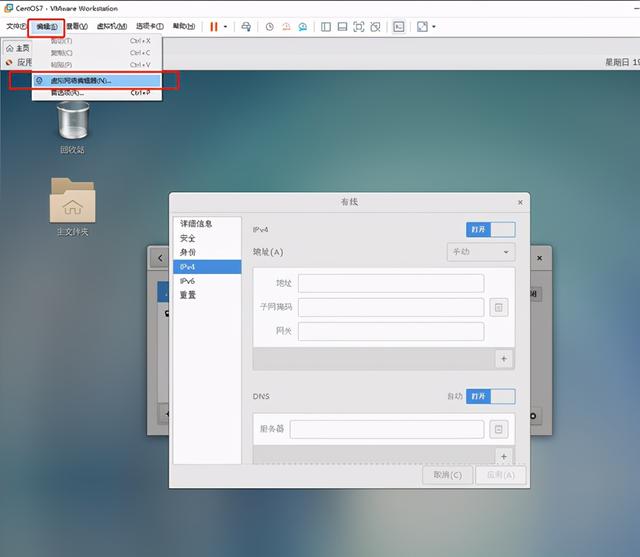 CentOS7 - VMware Workstation
文件(F) 编辑(E) 查看(V) 虚拟机(M) 选项卡(T) 帮助(H)
剪切(T) Ctrl+X
复制(C) Ctrl+C
粘贴(P) Ctrl+V
虚拟网络编辑器(N)...
首选项(R)... Ctrl+P
主页
应用
星期日 19
回收站
主文件夹
有线
详细信息
安全
身份
IPv4
IPv6
重置
IPv4 打开
地址(A) 手动
地址
子网掩码
网关
DNS 自动 打开
服务器
取消(C) 应用(A)